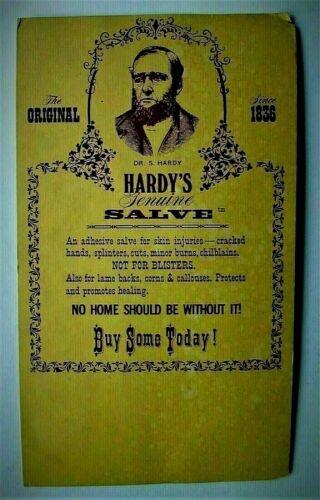 The Since
ORIGINAL 1836
DR. S. HARDY
HARDY'S
Genuine
SALVE TM
An adhesive salve for skin injuries — cracked
hands, splinters, cuts, minor burns, chilblains.
NOT FOR BLISTERS.
Also for lame backs, corns & callouses. Protects
and promotes healing.
NO HOME SHOULD BE WITHOUT IT!
Buy Some Today!